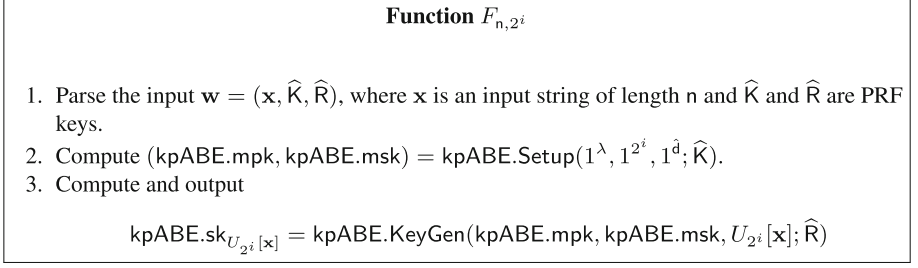 Function F_{n,2^i}
1. Parse the input w = (x, K̂, R̂), where x is an input string of length n and K̂ and R̂ are PRF
keys.
2. Compute (kpABE.mpk, kpABE.msk) = kpABE.Setup(1^λ, 1^{2^i}, 1^{d̂}; K̂).
3. Compute and output
kpABE.sk_{U_{2^i}[x]} = kpABE.KeyGen(kpABE.mpk, kpABE.msk, U_{2^i}[x]; R̂)